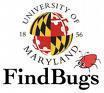 UNIVERSITY OF
18 56
MARYLAND
FindBugs